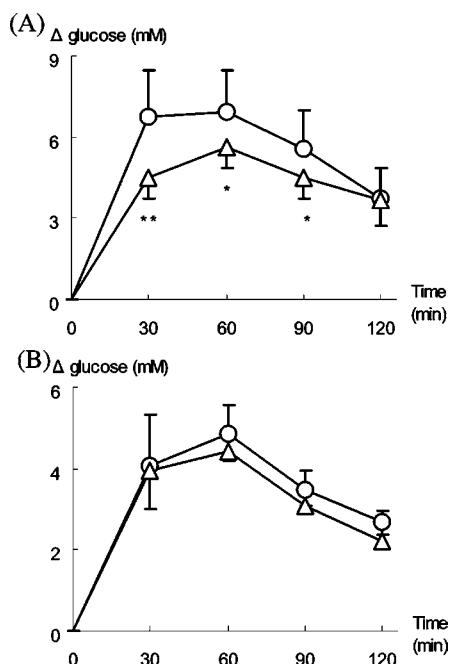 (A)
Δ glucose (mM)
9
6
3
0
** * *
Time
(min)
0 30 60 90 120
(B) Δ glucose (mM)
6
4
2
0
Time
(min)
0 30 60 90 120